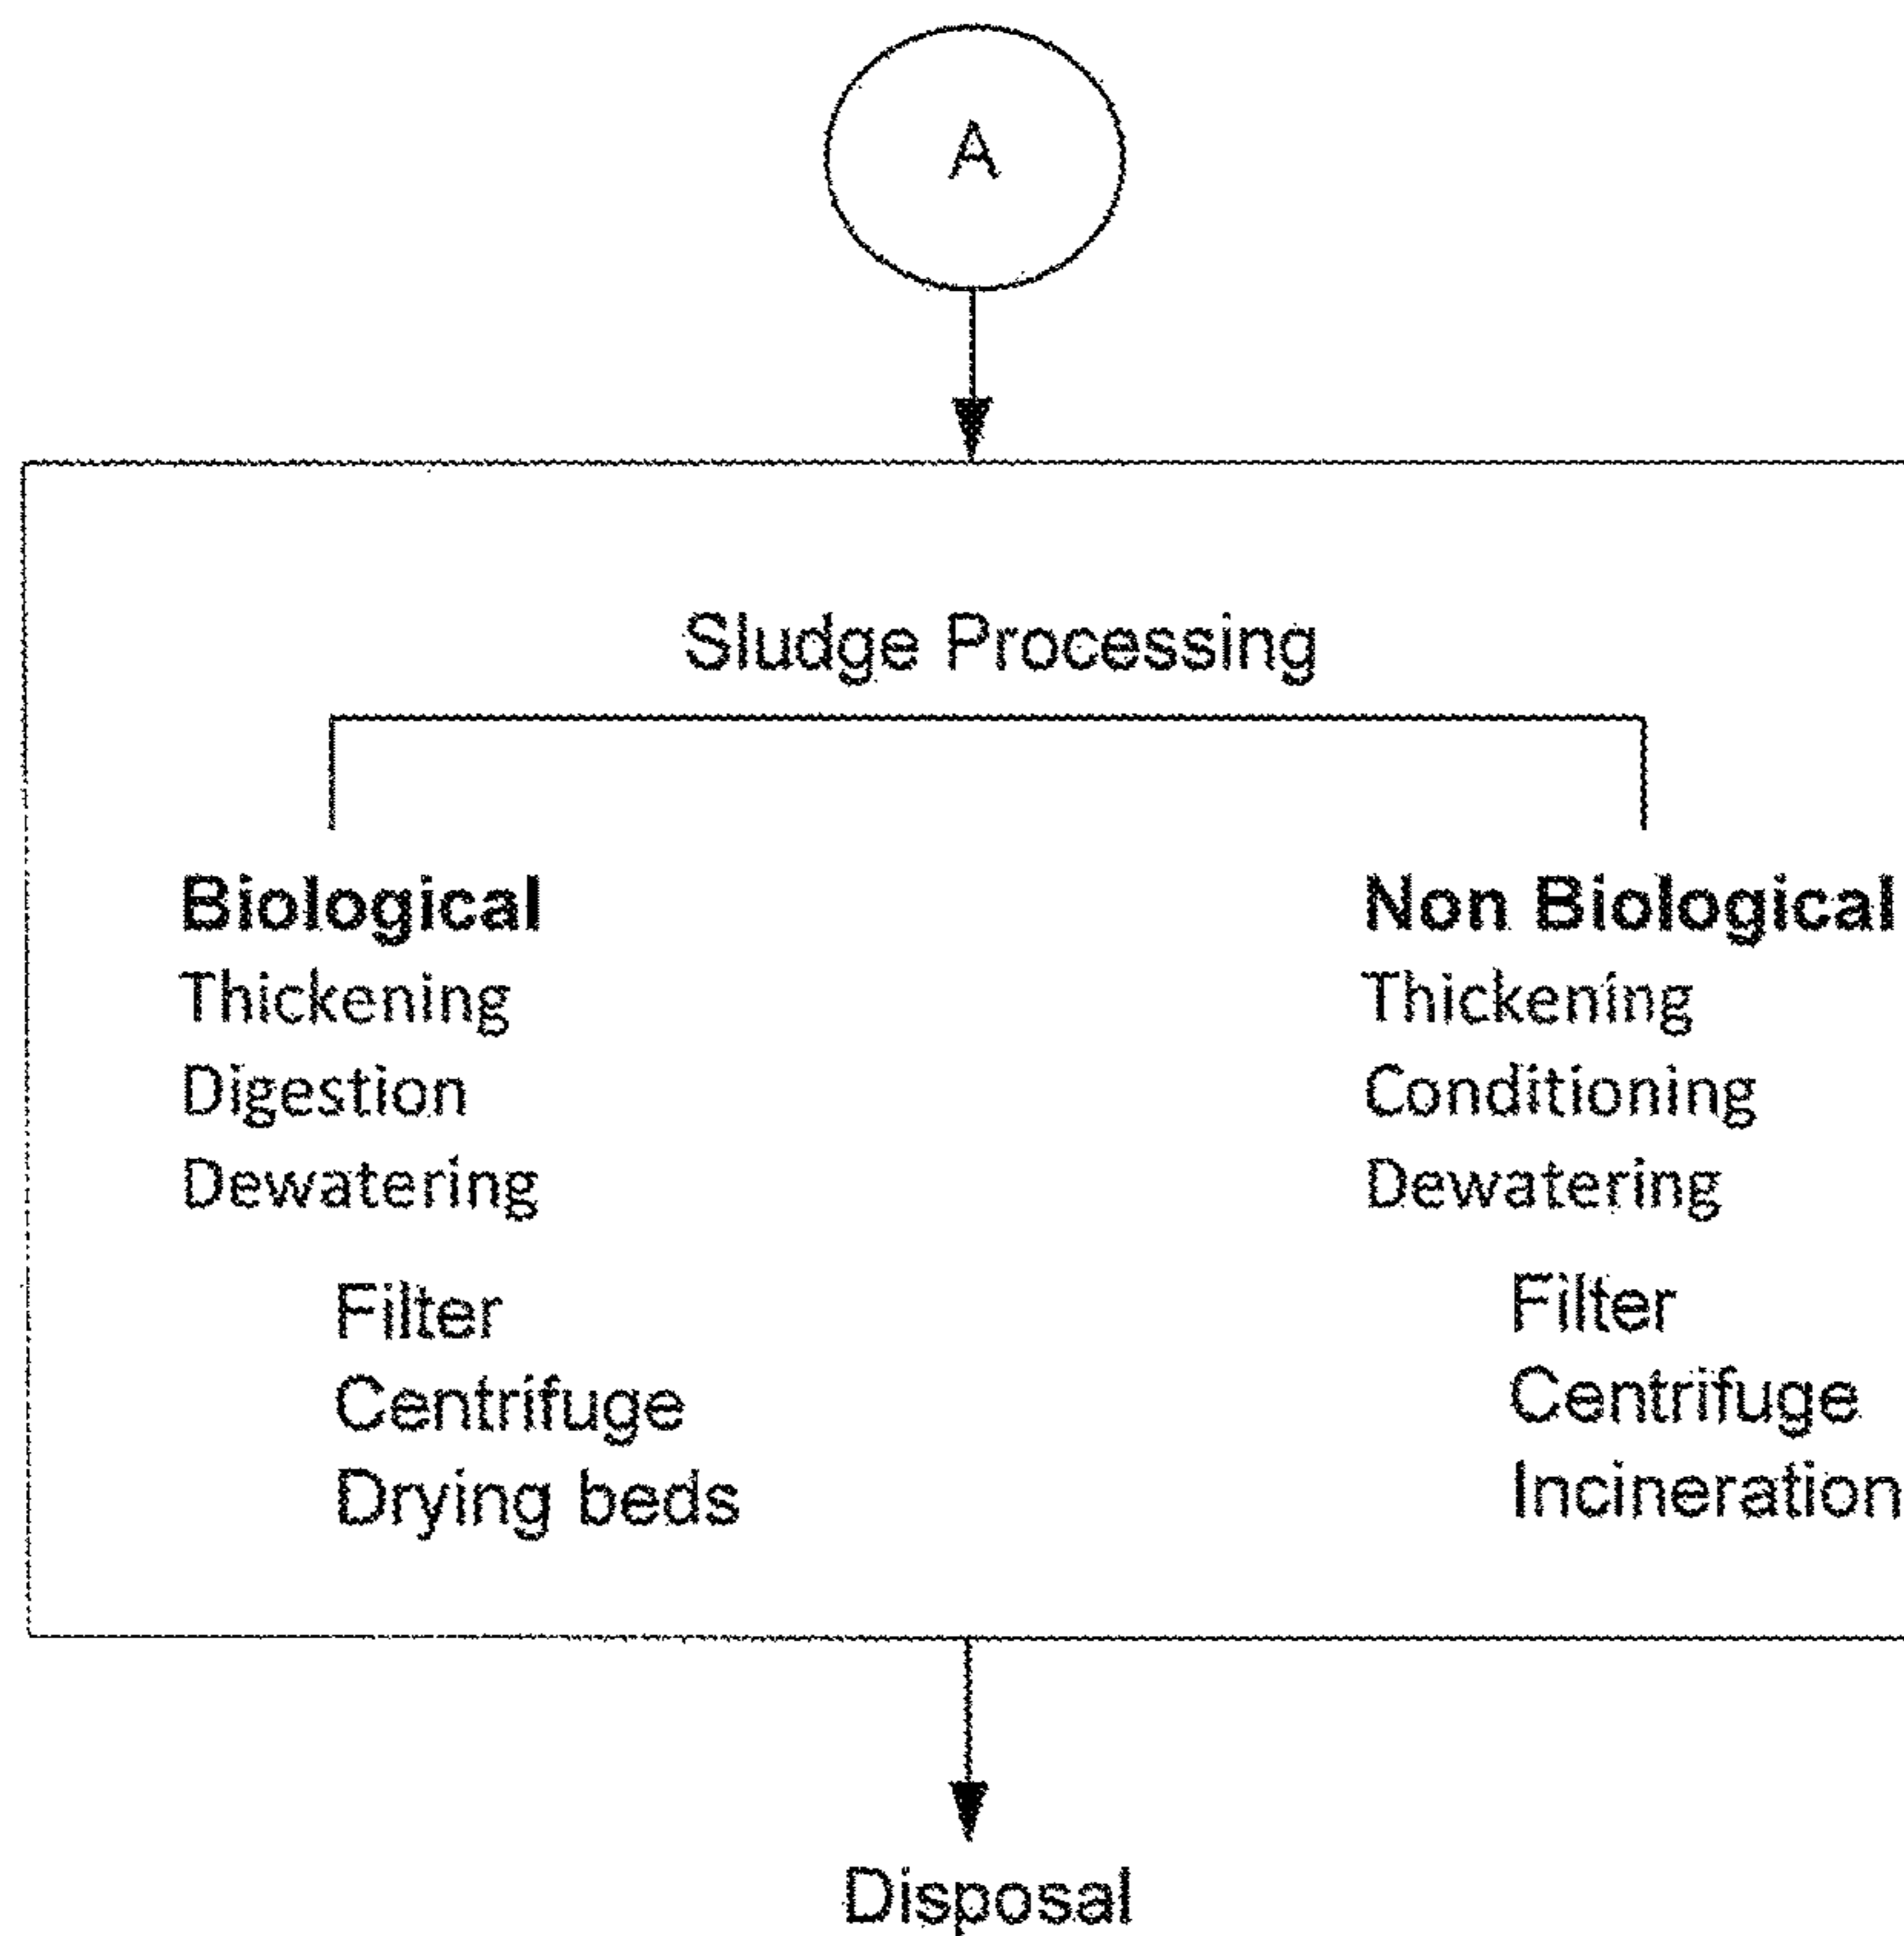 A
Sludge Processing
Biological
Thickening
Digestion
Dewatering
Filter
Centrifuge
Drying beds
Non Biological
Thickening
Conditioning
Dewatering
Filter
Centrifuge
Incineration
Disposal